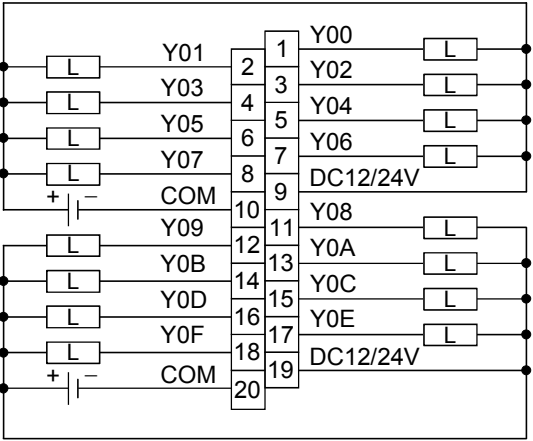 1 Y00 L
L Y01 2
3 Y02 L
L Y03 4
5 Y04 L
L Y05 6
7 Y06 L
L Y07 8
9 DC12/24V
+ − COM 10
11 Y08 L
L Y09 12
13 Y0A L
L Y0B 14
15 Y0C L
L Y0D 16
17 Y0E L
L Y0F 18
19 DC12/24V
+ − COM 20